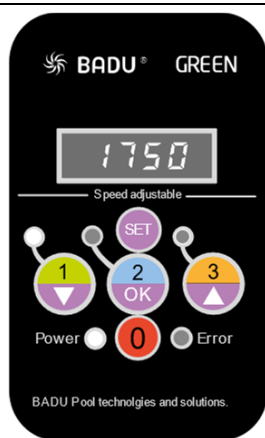 BADU® GREEN
1750
Speed adjustable
SET
1 2 3
OK
Power 0 Error
BADU Pool technolgies and solutions.